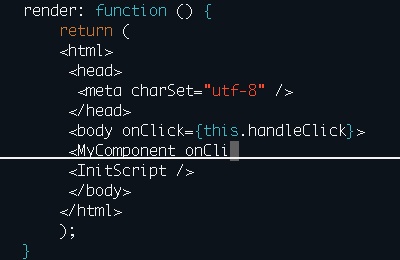 render: function () {
return (
<html>
<head>
<meta charSet="utf-8" />
</head>
<body onClick={this.handleClick}>
<MyComponent onCli
<InitScript />
</body>
</html>
);
}